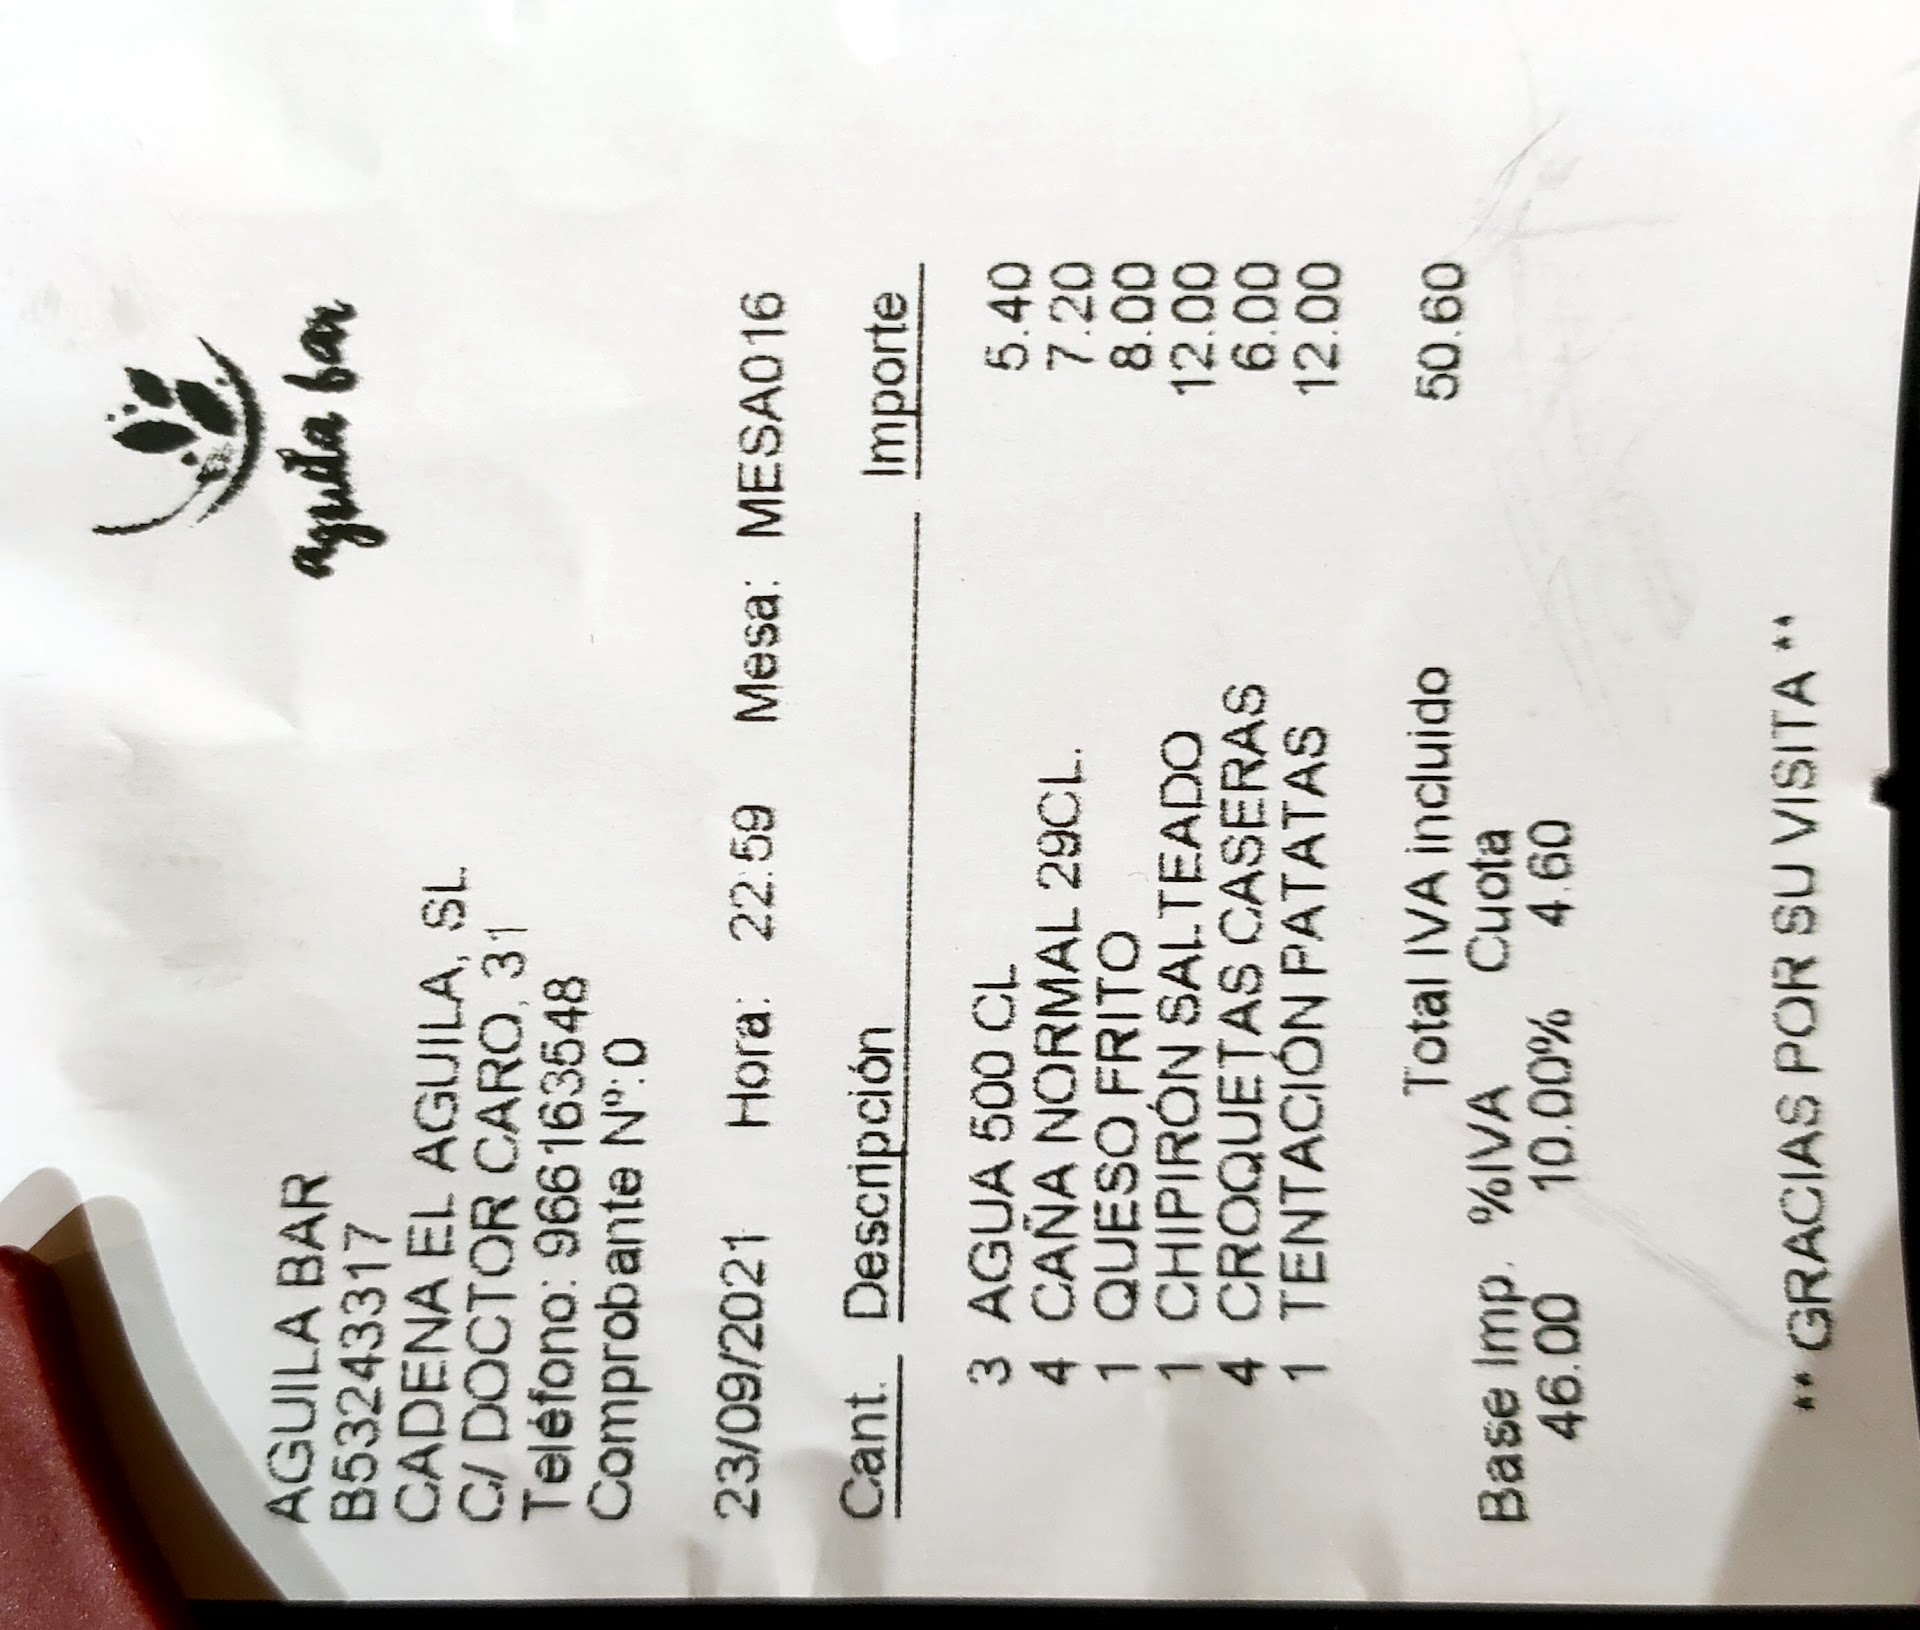 aguila bar
AGUILA BAR
B53243317
CADENA EL AGUILA, SL
C/ DOCTOR CARO, 31
Teléfono: 966163548
Comprobante Nº:0
23/09/2021 Hora: 22:59 Mesa: MESA016
Cant. Descripción Importe
3 AGUA 500 CL 5.40
4 CAÑA NORMAL 29CL. 7.20
1 QUESO FRITO 8.00
1 CHIPIRÓN SALTEADO 12.00
4 CROQUETAS CASERAS 6.00
1 TENTACIÓN PATATAS 12.00
Total IVA incluido 50.60
Base Imp. %IVA Cuota
46.00 10.00% 4.60
** GRACIAS POR SU VISITA **